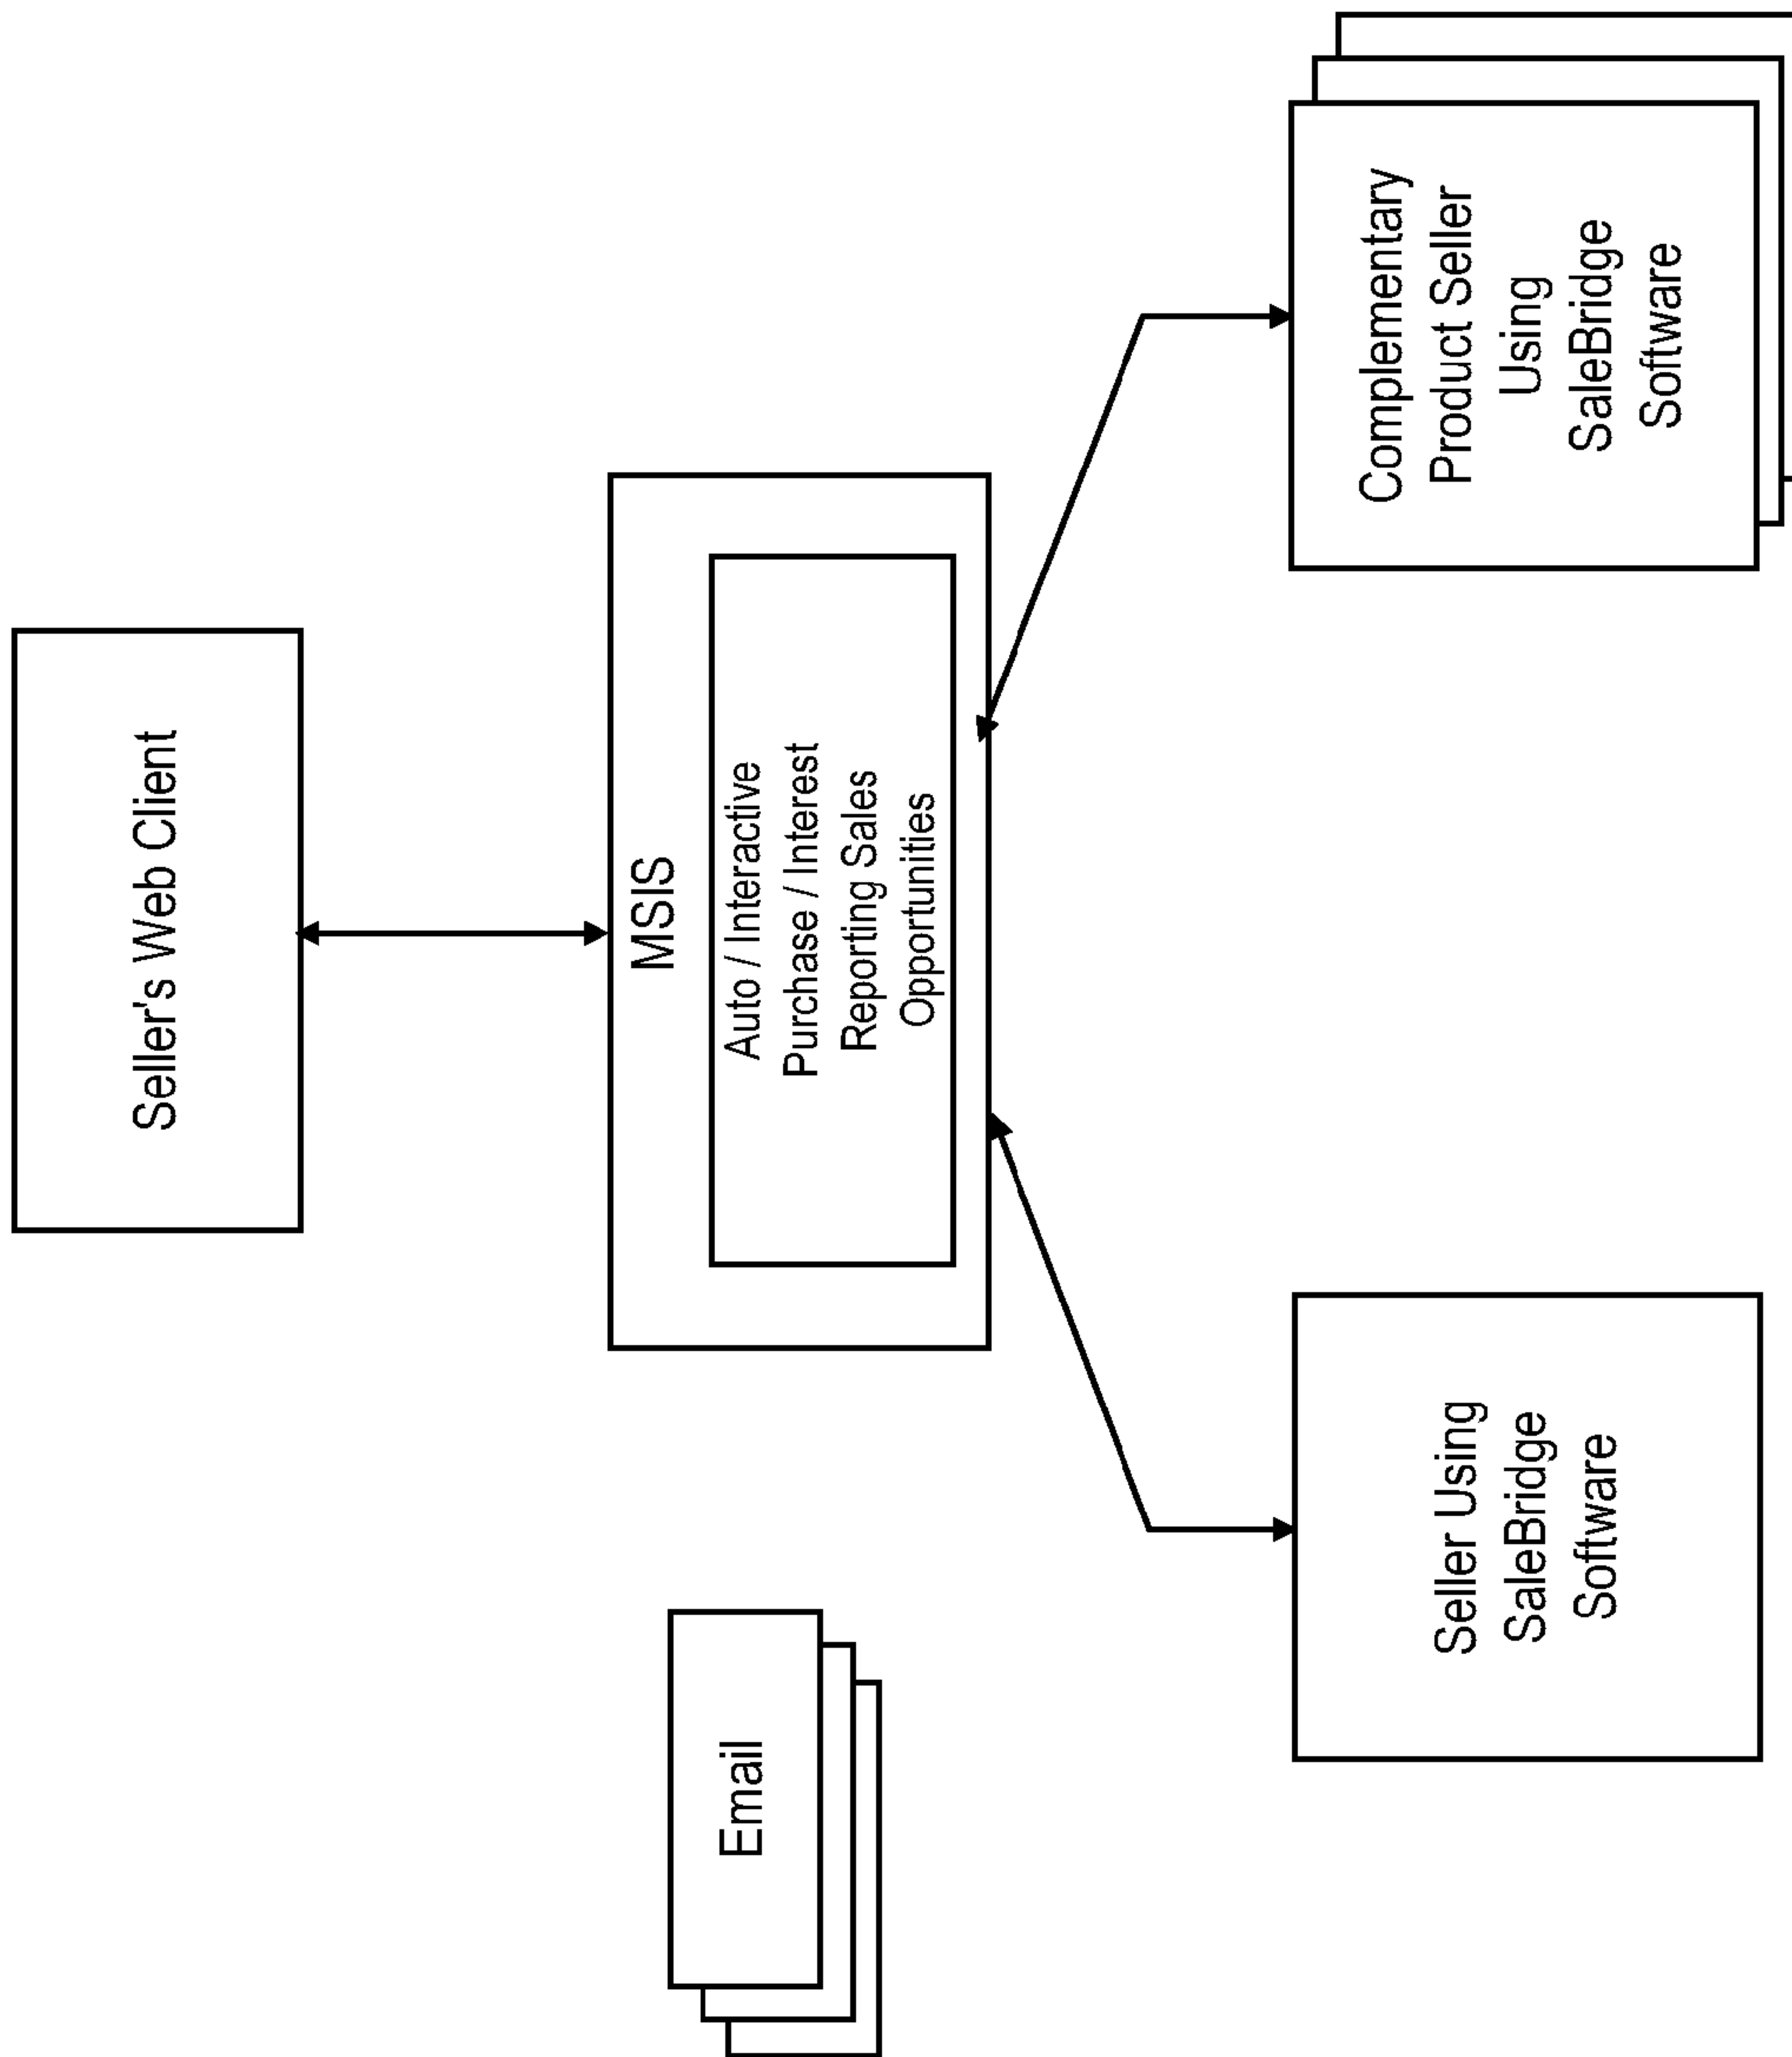 Seller's Web Client
Email
MSIS
Auto / Interactive
Purchase / Interest
Reporting Sales
Opportunities
Seller Using
SaleBridge
Software
Complementary
Product Seller
Using
SaleBridge
Software